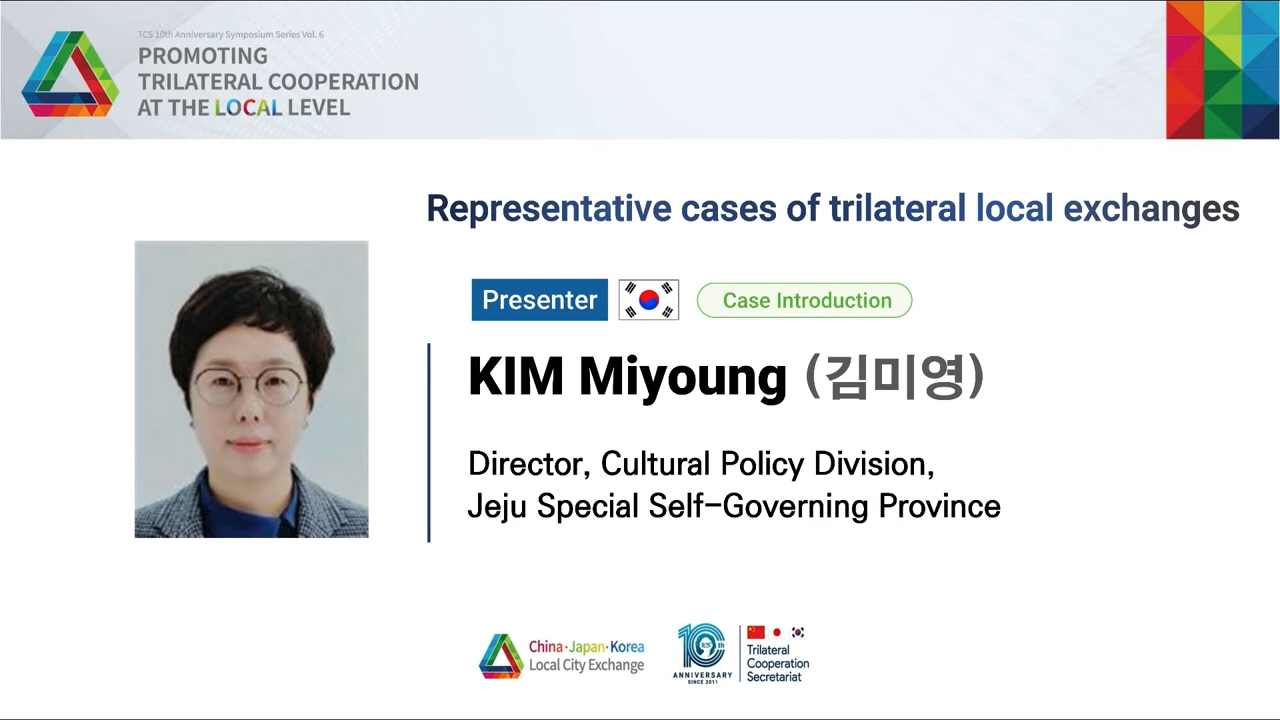 TCS 10th Anniversary Symposium Series Vol. 6
PROMOTING
TRILATERAL COOPERATION
AT THE LOCAL LEVEL
Representative cases of trilateral local exchanges
Presenter
Case Introduction
KIM Miyoung (김미영)
Director, Cultural Policy Division,
Jeju Special Self-Governing Province
China·Japan·Korea
Local City Exchange
10th
TCS
ANNIVERSARY
SINCE 2011
Trilateral
Cooperation
Secretariat